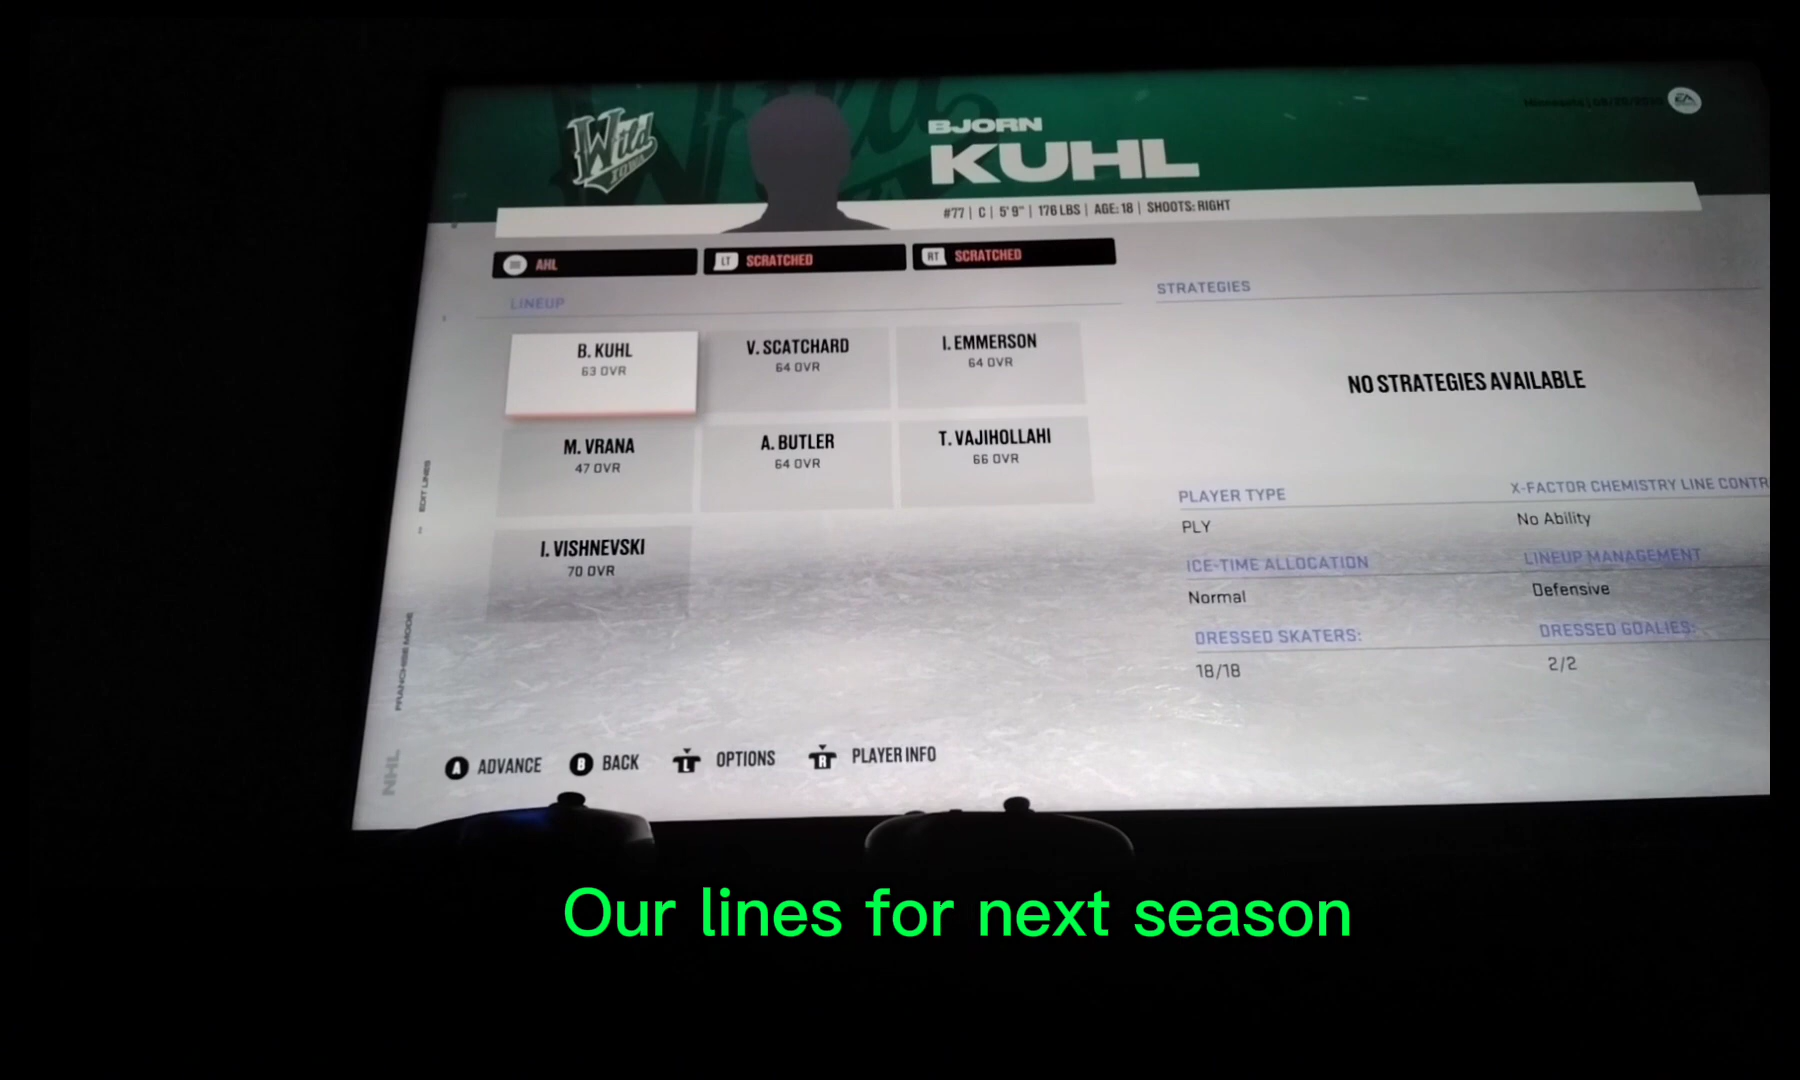 Wild
IOWA
BJORN
KUHL
#77 | C | 5' 9" | 176 LBS | AGE: 18 | SHOOTS: RIGHT
EA
AHL
LT SCRATCHED
RT SCRATCHED
LINEUP
STRATEGIES
B. KUHL
63 OVR
V. SCATCHARD
64 OVR
I. EMMERSON
64 OVR
M. VRANA
47 OVR
A. BUTLER
64 OVR
T. VAJIHOLLAHI
66 OVR
I. VISHNEVSKI
70 OVR
NO STRATEGIES AVAILABLE
PLAYER TYPE
PLY
X-FACTOR CHEMISTRY LINE CONTR
No Ability
ICE-TIME ALLOCATION
Normal
LINEUP MANAGEMENT
Defensive
DRESSED SKATERS:
18/18
DRESSED GOALIES:
2/2
NHL
FRANCHISE MODE
EDIT LINES
A ADVANCE B BACK L OPTIONS R PLAYER INFO
Our lines for next season